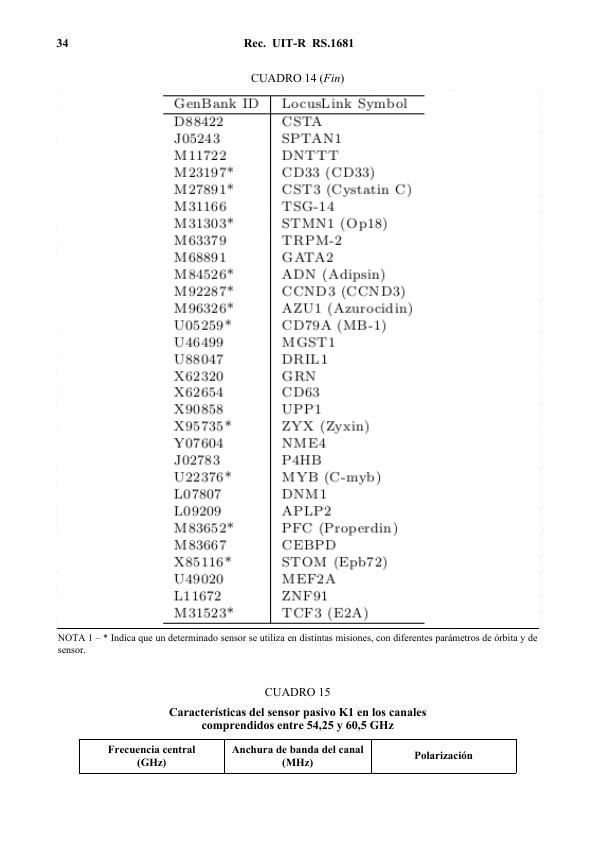 34
Rec. UIT-R RS.1681
CUADRO 14 (Fin)
GenBank ID LocusLink Symbol
D88422 CSTA
J05243 SPTAN1
M11722 DNTTT
M23197* CD33 (CD33)
M27891* CST3 (Cystatin C)
M31166 TSG-14
M31303* STMN1 (Op18)
M63379 TRPM-2
M68891 GATA2
M84526* ADN (Adipsin)
M92287* CCND3 (CCND3)
M96326* AZU1 (Azurocidin)
U05259* CD79A (MB-1)
U46499 MGST1
U88047 DRIL1
X62320 GRN
X62654 CD63
X90858 UPP1
X95735* ZYX (Zyxin)
Y07604 NME4
J02783 P4HB
U22376* MYB (C-myb)
L07807 DNM1
L09209 APLP2
M83652* PFC (Properdin)
M83667 CEBPD
X85116* STOM (Epb72)
U49020 MEF2A
L11672 ZNF91
M31523* TCF3 (E2A)
NOTA 1 – * Indica que un determinado sensor se utiliza en distintas misiones, con diferentes parámetros de órbita y de
sensor.
CUADRO 15
Características del sensor pasivo K1 en los canales
comprendidos entre 54,25 y 60,5 GHz
Frecuencia central Anchura de banda del canal Polarización
(GHz) (MHz)